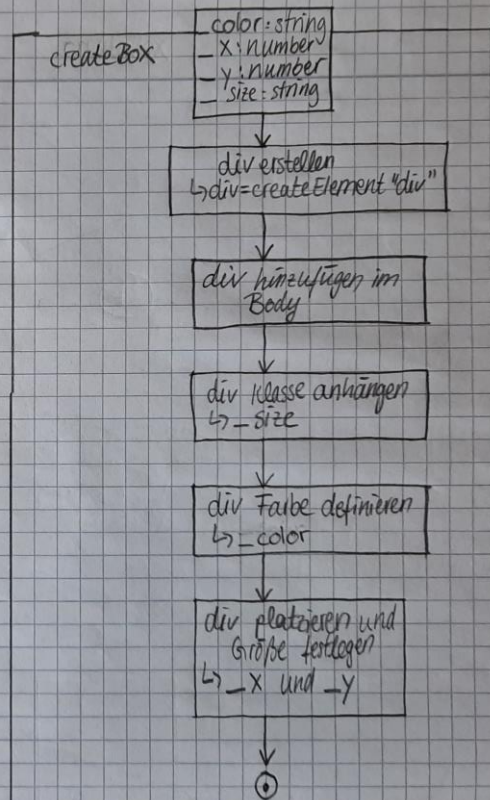 createBox
_color:string
_x:number
_y:number
_size:string
div erstellen
↳div=createElement "div"
div hinzufügen im
Body
div Klasse anhängen
↳_size
div Farbe definieren
↳_color
div platzieren und
Größe festlegen
↳_x und _y